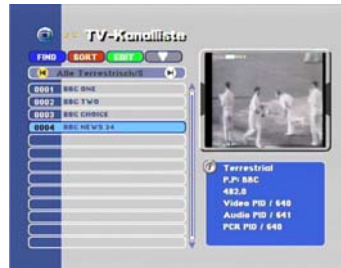 TV-Kanalliste
FIND SORT EDIT
Alle Terrestrisch/S
0001 BBC ONE
0002 BBC TWO
0003 BBC CHOICE
0004 BBC NEWS 24
Terrestrial
P.P: BBC
482.0
Video PID / 640
Audio PID / 641
PCR PID / 640